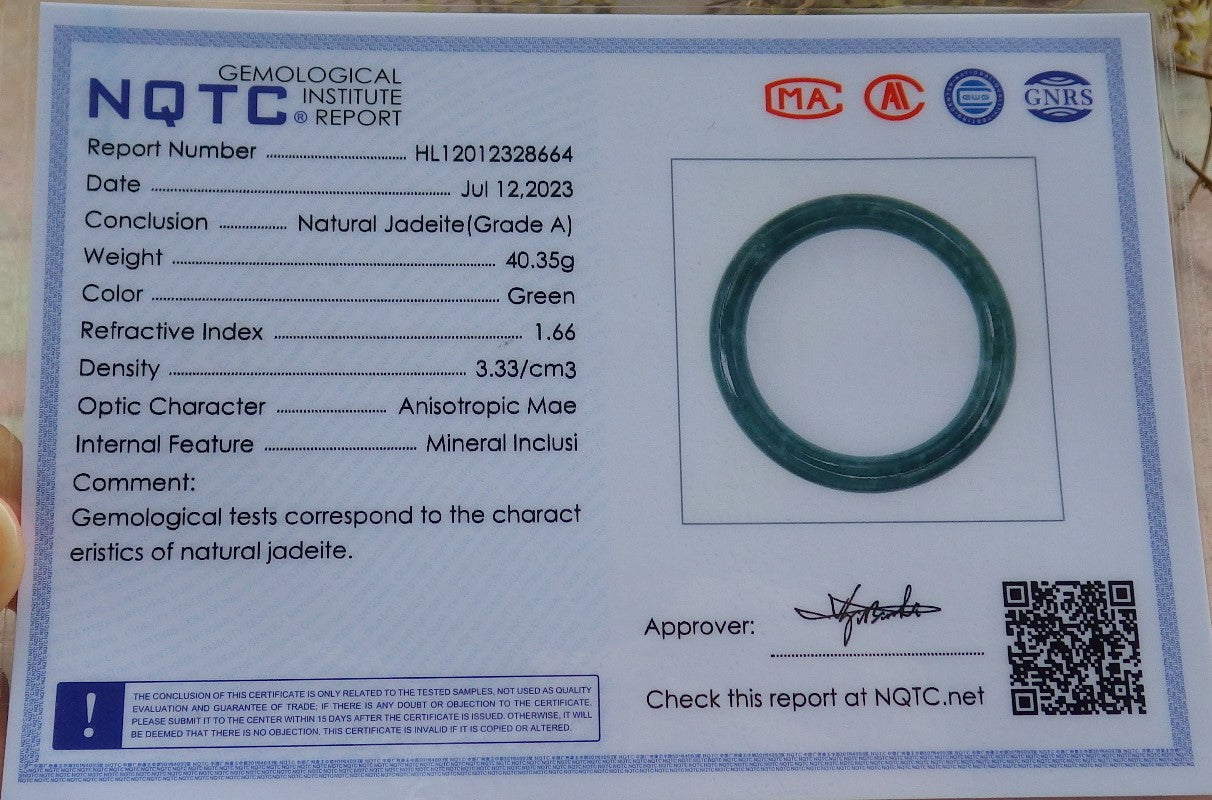 GEMOLOGICAL
NQTC® INSTITUTE
REPORT
Report Number ........ HL12012328664
Date ........ Jul 12,2023
Conclusion ........ Natural Jadeite(Grade A)
Weight ........ 40.35g
Color ........ Green
Refractive Index ........ 1.66
Density ........ 3.33/cm3
Optic Character ........ Anisotropic Mae
Internal Feature ........ Mineral Inclusi
Comment:
Gemological tests correspond to the charact
eristics of natural jadeite.
! THE CONCLUSION OF THIS CERTIFICATE IS ONLY RELATED TO THE TESTED SAMPLES, NOT USED AS QUALITY
EVALUATION AND GUARANTEE OF TRADE; IF THERE IS ANY DOUBT OR OBJECTION TO THE CERTIFICATE,
PLEASE SUBMIT IT TO THE CENTER WITHIN 15 DAYS AFTER THE CERTIFICATE IS ISSUED. OTHERWISE, IT WILL
BE DEEMED THAT THERE IS NO OBJECTION. THIS CERTIFICATE IS INVALID IF IT IS COPIED OR ALTERED.
MA
GNRS
Approver:
Check this report at NQTC.net